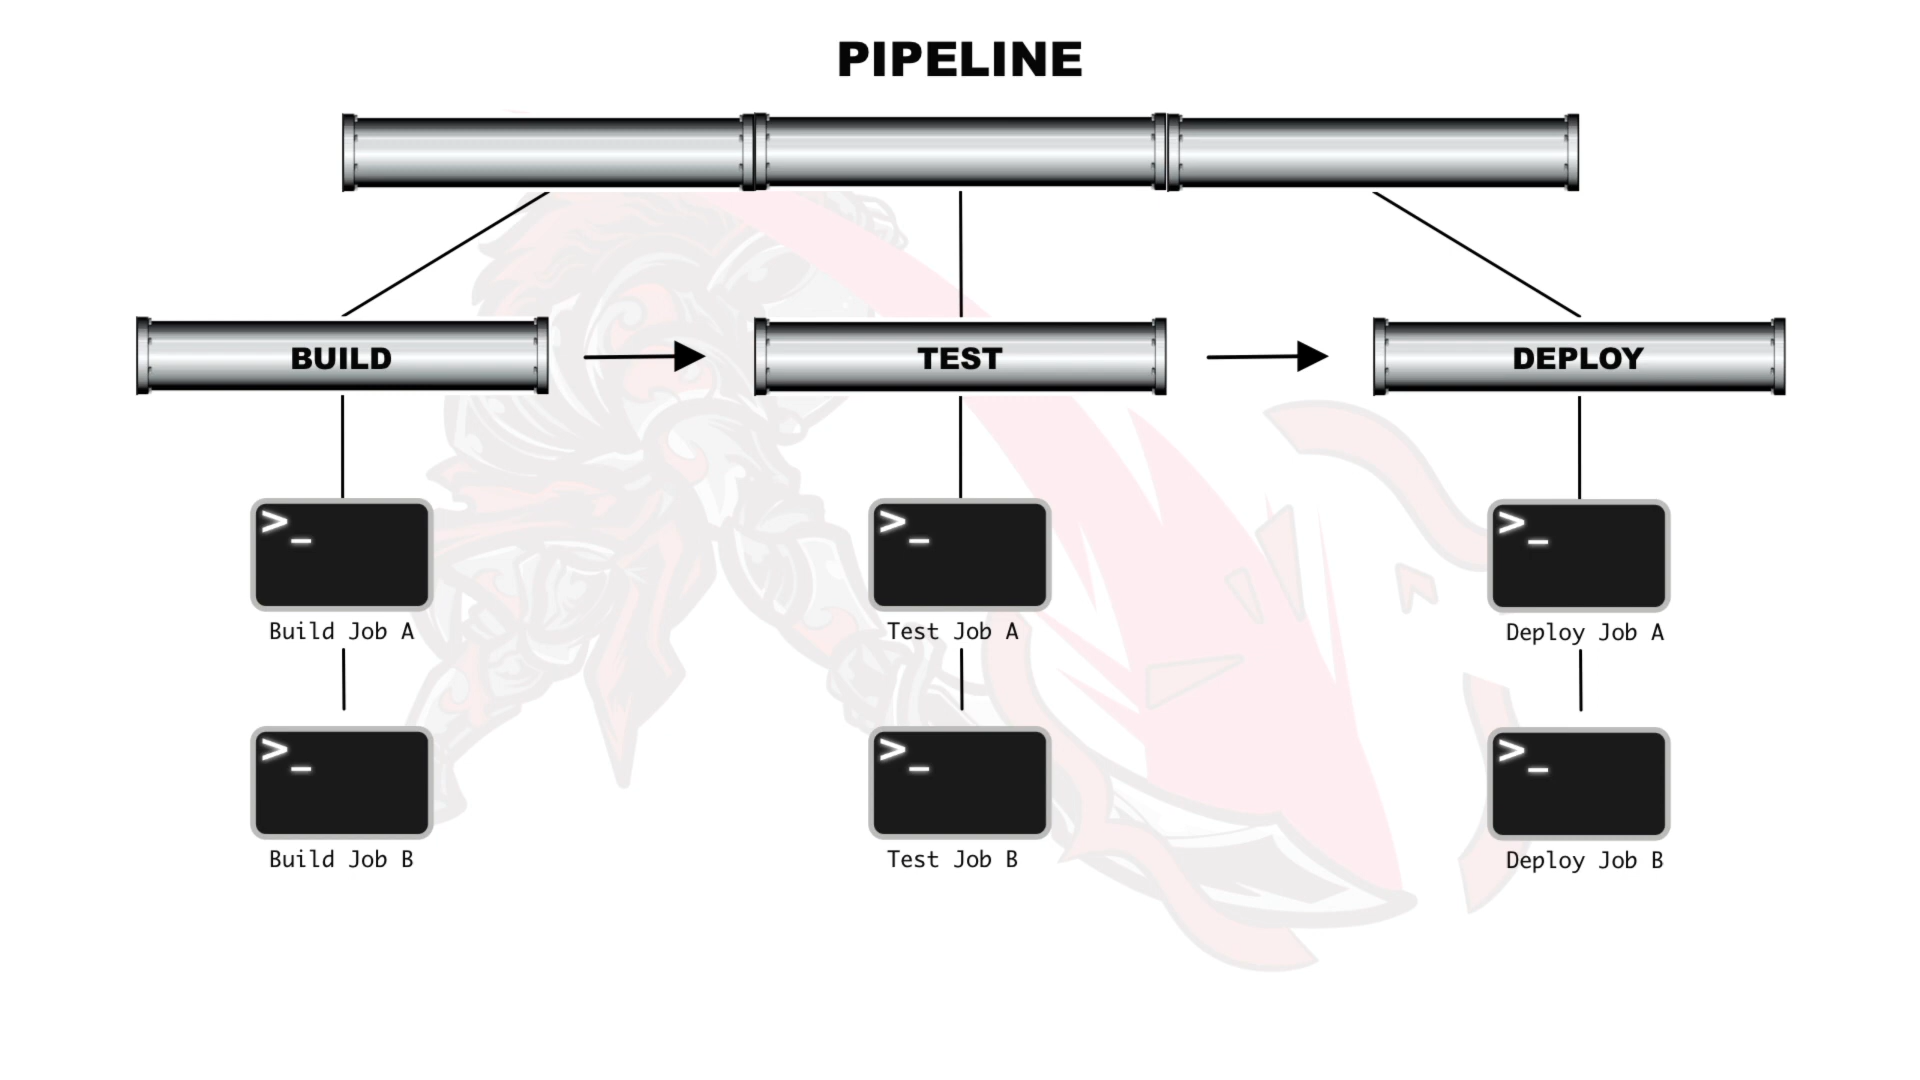 PIPELINE
BUILD
TEST
DEPLOY
>_
>_
>_
Build Job A
Test Job A
Deploy Job A
>_
>_
>_
Build Job B
Test Job B
Deploy Job B